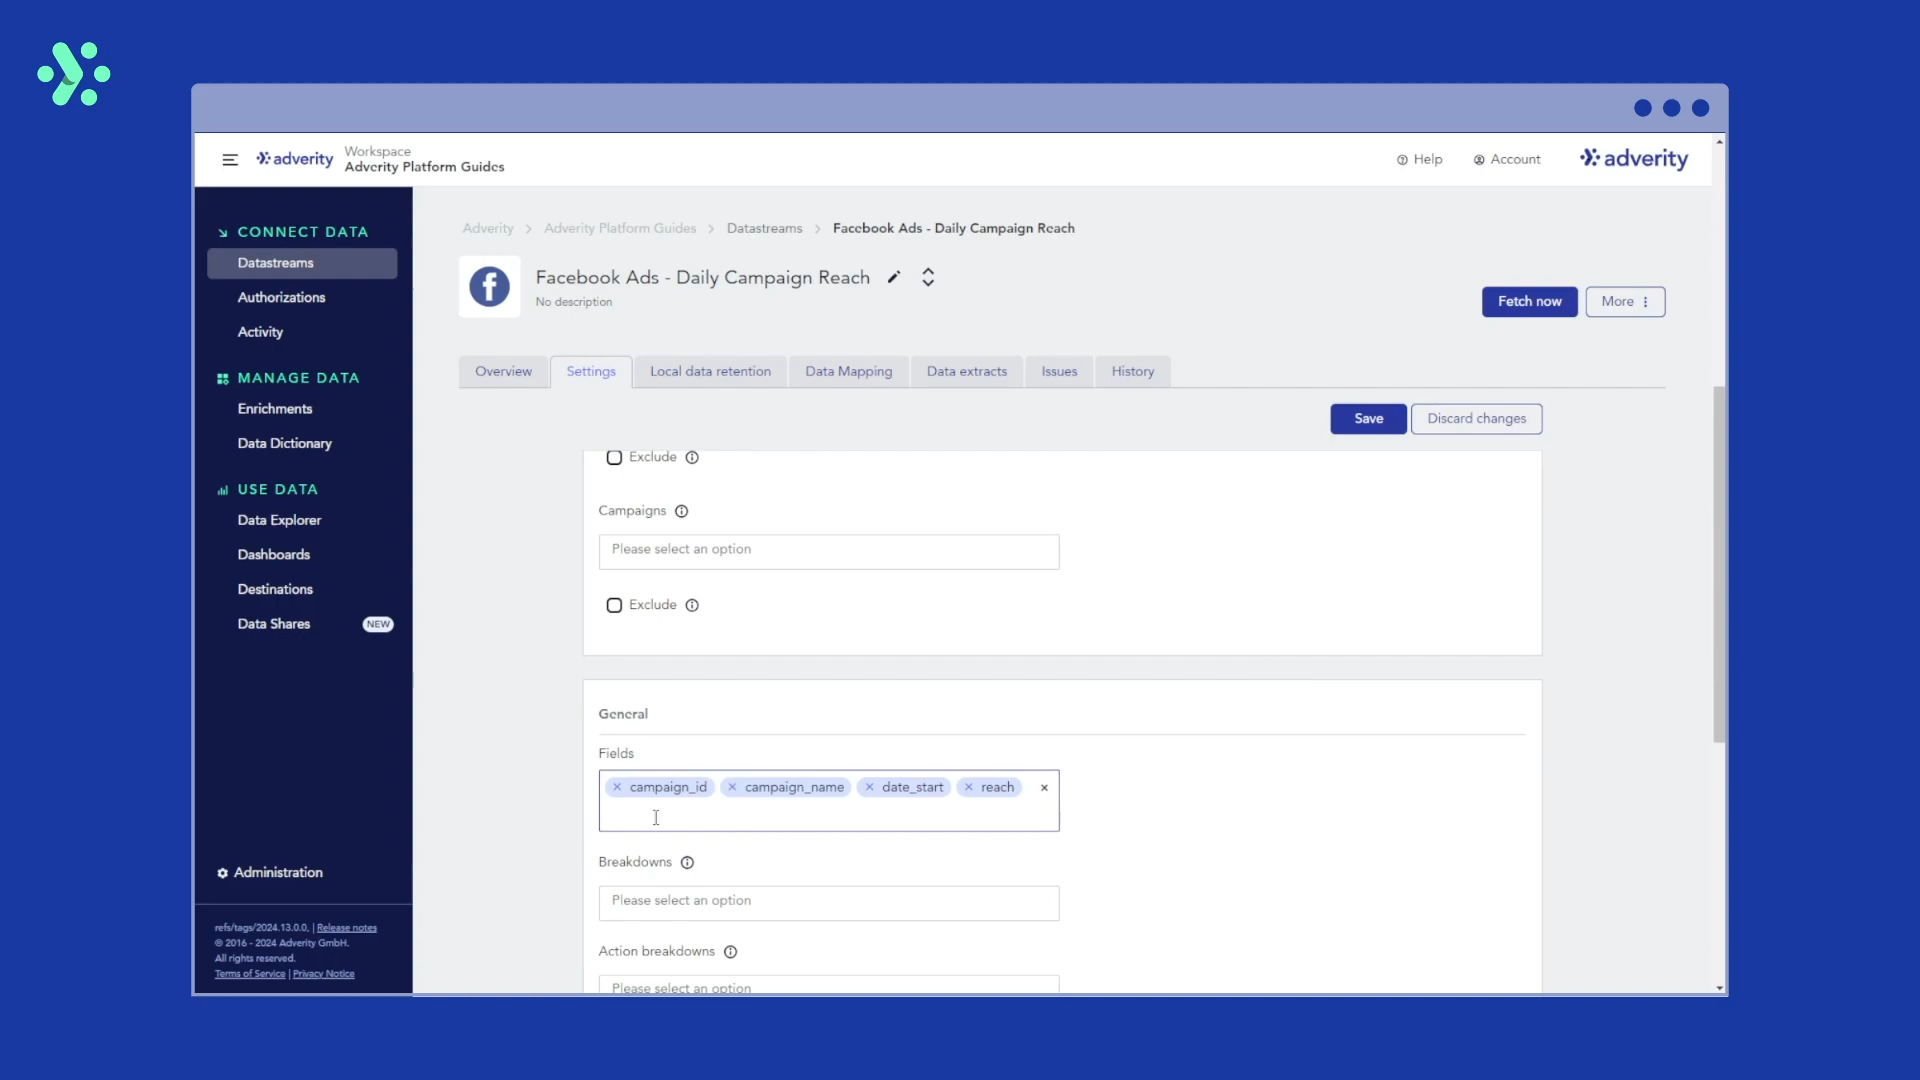 adverity
Workspace
Adverity Platform Guides
Help
Account
adverity
CONNECT DATA
Datastreams
Authorizations
Activity
MANAGE DATA
Enrichments
Data Dictionary
USE DATA
Data Explorer
Dashboards
Destinations
Data Shares NEW
Administration
refs/tags/2024.13.0.0, | Release notes
© 2016 - 2024 Adverity GmbH.
All rights reserved.
Terms of Service | Privacy Notice
Adverity > Adverity Platform Guides > Datastreams > Facebook Ads - Daily Campaign Reach
Facebook Ads - Daily Campaign Reach
No description
Fetch now
More
Overview Settings Local data retention Data Mapping Data extracts Issues History
Save Discard changes
Exclude
Campaigns
Please select an option
Exclude
General
Fields
campaign_id campaign_name date_start reach
Breakdowns
Please select an option
Action breakdowns
Please select an option